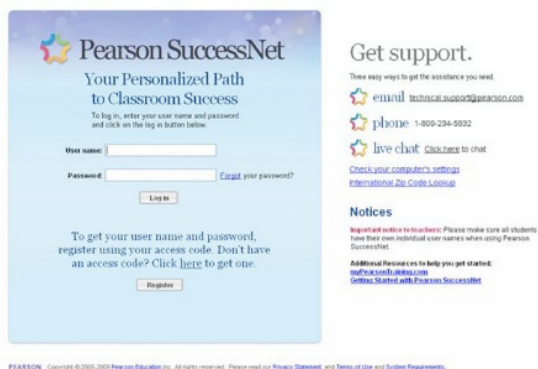 Pearson SuccessNet
Your Personalized Path
to Classroom Success
To log in, enter your user name and password
and click on the log in button below.
User name:
Password:
Forgot your password?
Log in
To get your user name and password,
register using your access code. Don't have
an access code? Click here to get one.
Register
Get support.
Three easy ways to get the assistance you need.
email technical.support@pearson.com
phone 1-800-234-5832
live chat Click here to chat
Check your computer's settings
International Zip Code Lookup
Notices
Important notice to teachers: Please make sure all students
have their own individual user names when using Pearson
SuccessNet.
Additional Resources to help you get started:
myPearsonTraining.com
Getting Started with Pearson SuccessNet
PEARSON Copyright © 2005-2008 Pearson Education Inc. All rights reserved. Please read our Privacy Statement, and Terms of Use and System Requirements.